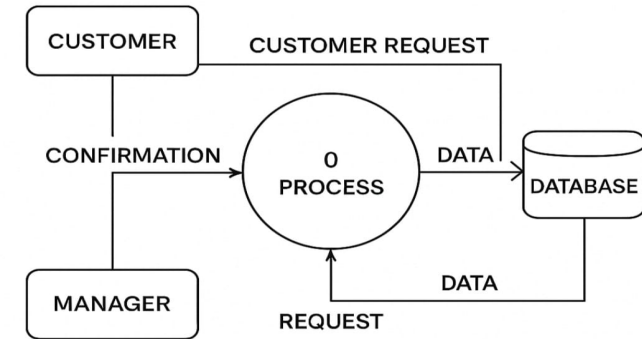 CUSTOMER
CUSTOMER REQUEST
CONFIRMATION
0
PROCESS
DATA
DATABASE
MANAGER
REQUEST
DATA